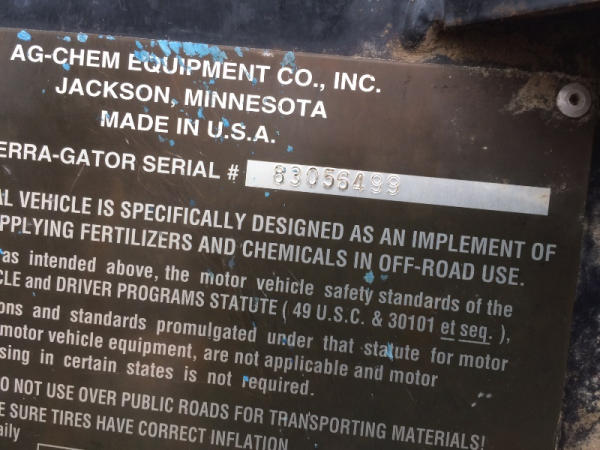 AG-CHEM EQUIPMENT CO., INC.
JACKSON, MINNESOTA
MADE IN U.S.A.
ERRA-GATOR SERIAL # 830564
AL VEHICLE IS SPECIFICALLY DESIGNED AS AN IMPLEMENT OF
PPLYING FERTILIZERS AND CHEMICALS IN OFF-ROAD USE.
as intended above, the motor vehicle safety standards of the
CLE and DRIVER PROGRAMS STATUTE ( 49 U.S.C. & 30101 et seq. ),
ons and standards promulgated under that statute for motor
motor vehicle equipment, are not applicable and motor
sing in certain states is not required.
O NOT USE OVER PUBLIC ROADS FOR TRANSPORTING MATERIALS!
E SURE TIRES HAVE CORRECT INFLATION.
aily